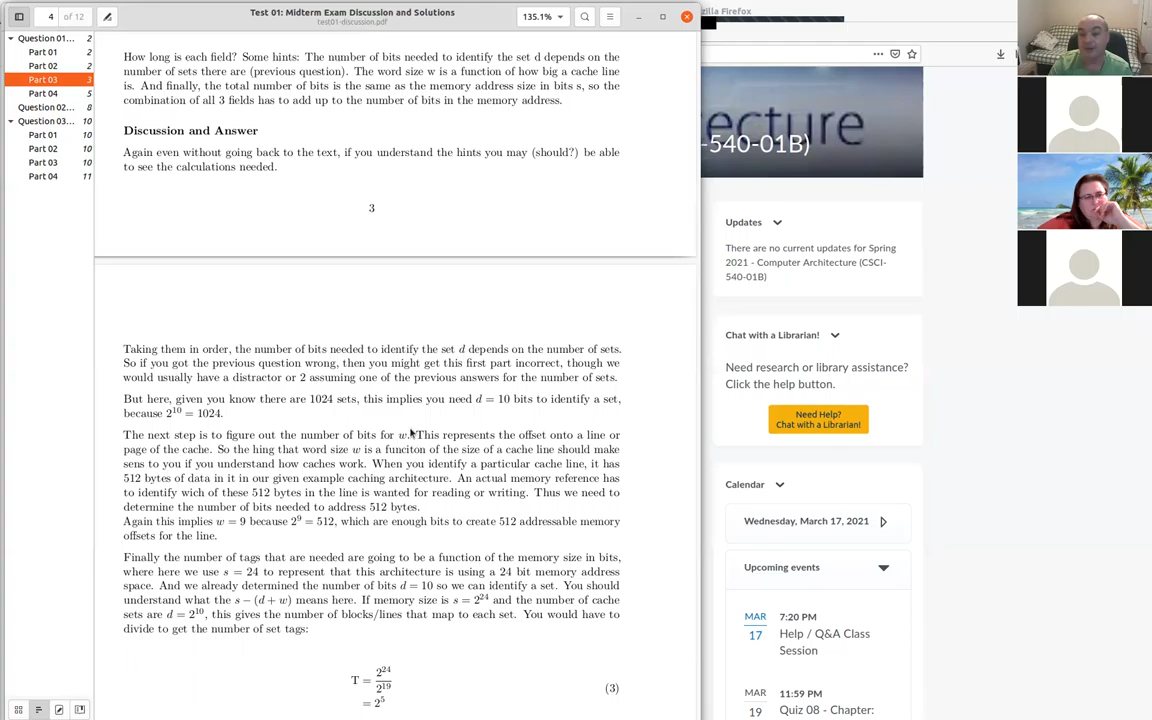 4
of 12
Test 01: Midterm Exam Discussion and Solutions
test01-discussion.pdf
135.1%
zilla Firefox
Question 01... 2
Part 01 2
Part 02 2
Part 03 3
Part 04 5
Question 02... 8
Question 03... 10
Part 01 10
Part 02 10
Part 03 10
Part 04 11
How long is each field? Some hints: The number of bits needed to identify the set d depends on the
number of sets there are (previous question). The word size w is a function of how big a cache line
is. And finally, the total number of bits is the same as the memory address size in bits s, so the
combination of all 3 fields has to add up to the number of bits in the memory address.
Discussion and Answer
Again even without going back to the text, if you understand the hints you may (should?) be able
to see the calculations needed.
3
Taking them in order, the number of bits needed to identify the set d depends on the number of sets.
So if you got the previous question wrong, then you might get this first part incorrect, though we
would usually have a distractor or 2 assuming one of the previous answers for the number of sets.
But here, given you know there are 1024 sets, this implies you need d = 10 bits to identify a set,
because 2^10 = 1024.
The next step is to figure out the number of bits for w. This represents the offset onto a line or
page of the cache. So the hing that word size w is a funciton of the size of a cache line should make
sens to you if you understand how caches work. When you identify a particular cache line, it has
512 bytes of data in it in our given example caching architecture. An actual memory reference has
to identify wich of these 512 bytes in the line is wanted for reading or writing. Thus we need to
determine the number of bits needed to address 512 bytes.
Again this implies w = 9 because 2^9 = 512, which are enough bits to create 512 addressable memory
offsets for the line.
Finally the number of tags that are needed are going to be a function of the memory size in bits,
where here we use s = 24 to represent that this architecture is using a 24 bit memory address
space. And we already determined the number of bits d = 10 so we can identify a set. You should
understand what the s − (d + w) means here. If memory size is s = 2^24 and the number of cache
sets are d = 2^10, this gives the number of blocks/lines that map to each set. You would have to
divide to get the number of set tags:
T = 2^24 / 2^19
= 2^5
(3)
ecture
-540-01B)
Updates
There are no current updates for Spring
2021 - Computer Architecture (CSCI-
540-01B)
Chat with a Librarian!
Need research or library assistance?
Click the help button.
Need Help?
Chat with a Librarian!
Calendar
Wednesday, March 17, 2021
Upcoming events
MAR
17
7:20 PM
Help / Q&A Class
Session
MAR
19
11:59 PM
Quiz 08 - Chapter: